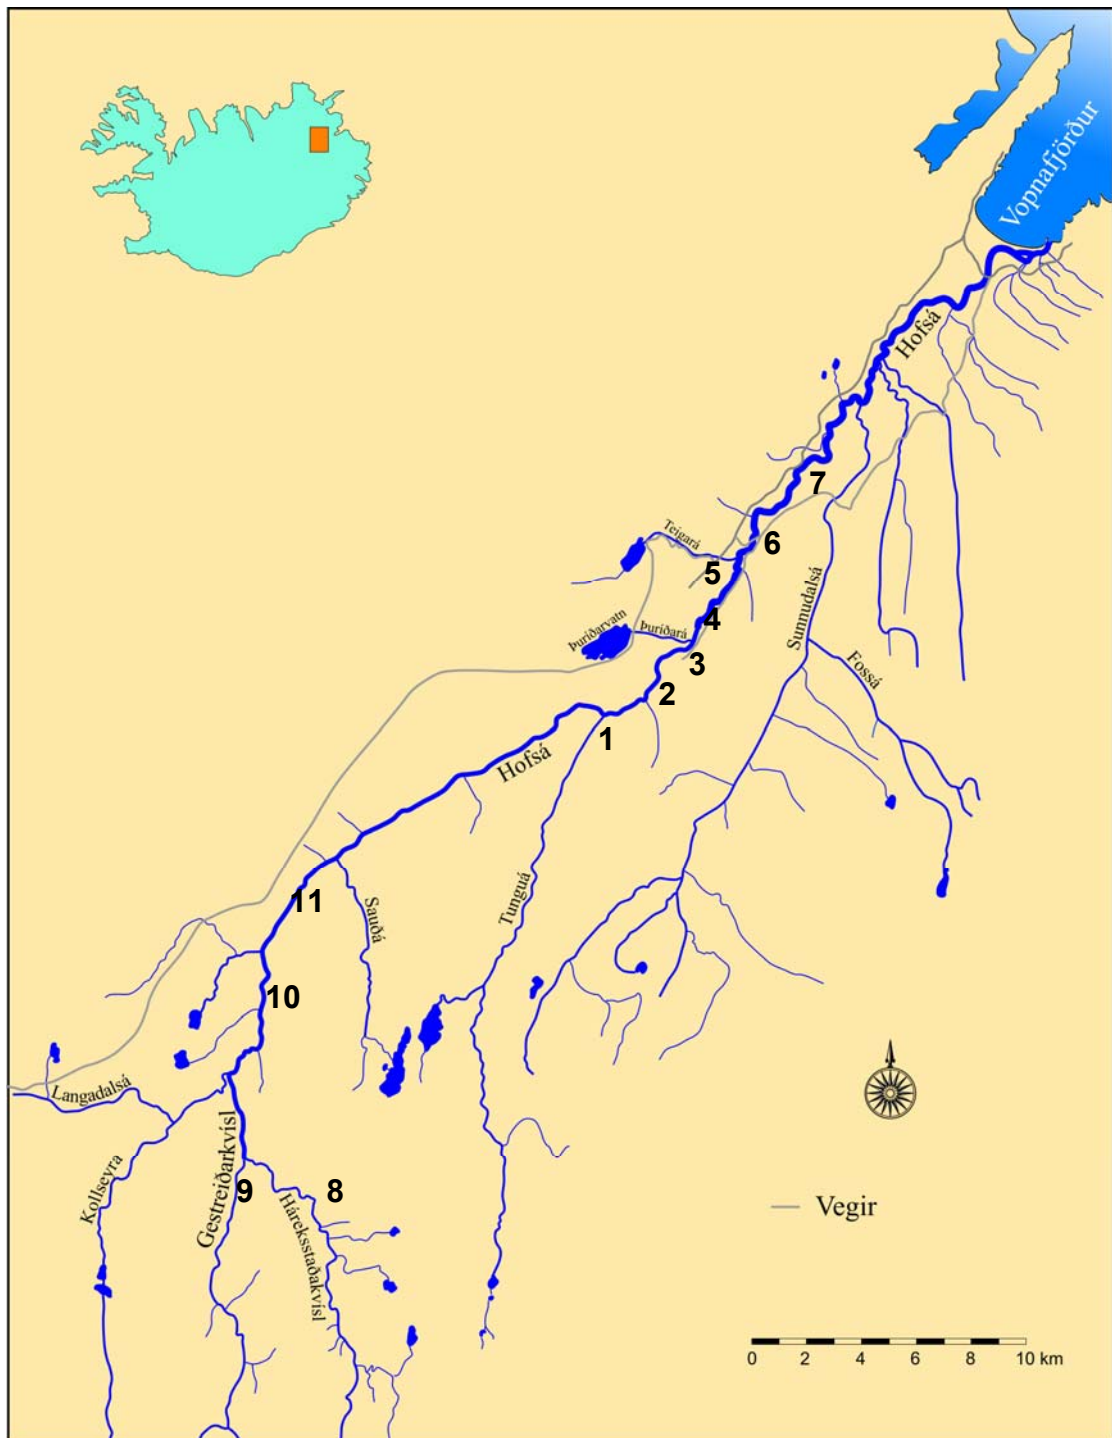 Vopnafjörður
Hofsá
7
Teigará
6
5
Sunnudalsá
Þuríðarvatn
Þuríðará
4
3
Fossá
2
1
Hofsá
11
Sauðá
Tunguá
10
Langadalsá
Kollseyra
Gestreiðarkvísl
9
8
Háreksstaðakvísl
Vegir
0 2 4 6 8 10 km